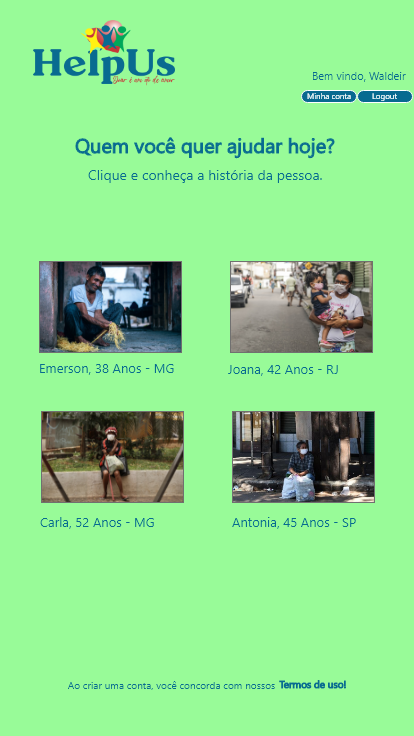 HelpUs
Doar é um ato de amor
Bem vindo, Waldeir
Minha conta
Logout
Quem você quer ajudar hoje?
Clique e conheça a história da pessoa.
Emerson, 38 Anos - MG
Joana, 42 Anos - RJ
Carla, 52 Anos - MG
Antonia, 45 Anos - SP
Ao criar uma conta, você concorda com nossos Termos de uso!